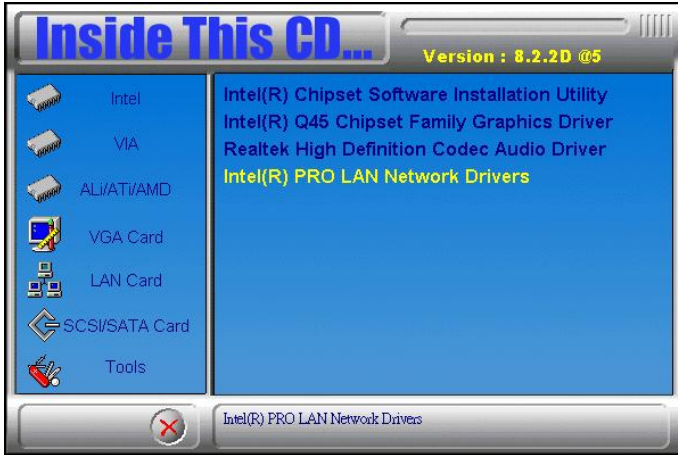 Inside This CD...
Version : 8.2.2D @5
Intel
VIA
ALi/ATi/AMD
VGA Card
LAN Card
SCSI/SATA Card
Tools
Intel(R) Chipset Software Installation Utility
Intel(R) Q45 Chipset Family Graphics Driver
Realtek High Definition Codec Audio Driver
Intel(R) PRO LAN Network Drivers
Intel(R) PRO LAN Network Drivers